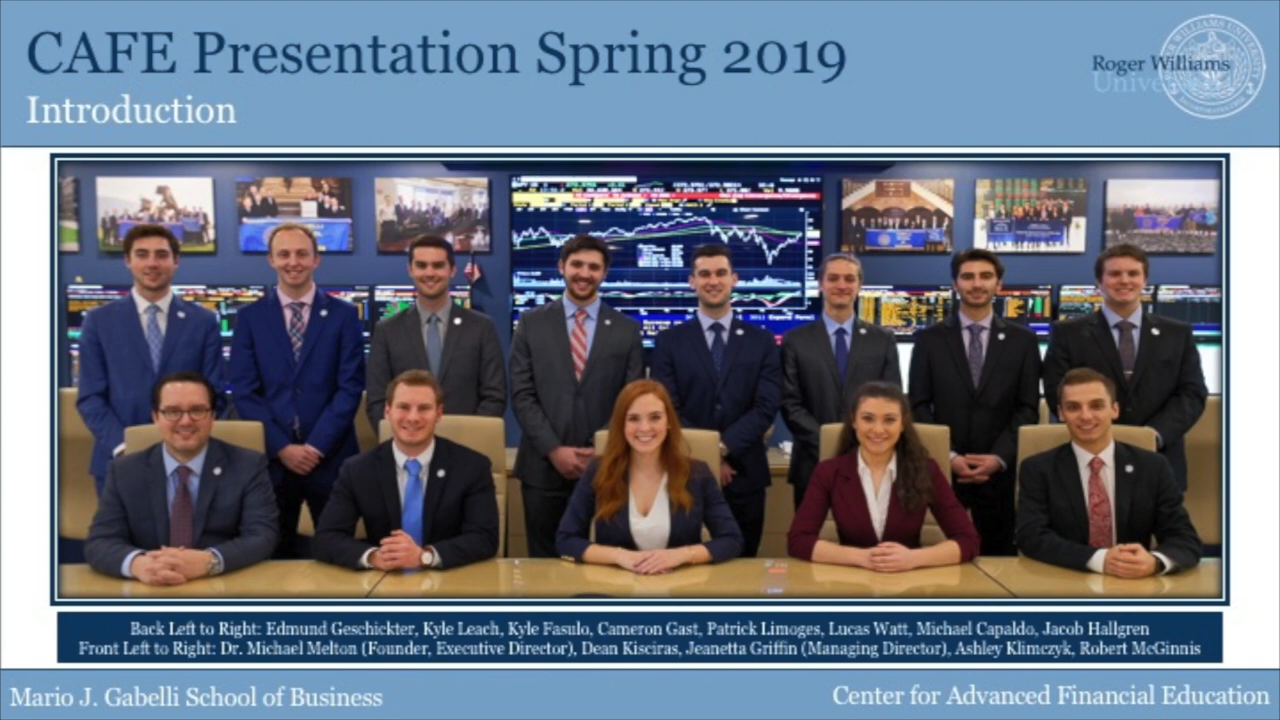 CAFE Presentation Spring 2019
Introduction
Roger Williams
University
Back Left to Right: Edmund Geschickter, Kyle Leach, Kyle Fasulo, Cameron Gast, Patrick Limoges, Lucas Watt, Michael Capaldo, Jacob Hallgren
Front Left to Right: Dr. Michael Melton (Founder, Executive Director), Dean Kisciras, Jeanetta Griffin (Managing Director), Ashley Klimczyk, Robert McGinnis
Mario J. Gabelli School of Business
Center for Advanced Financial Education